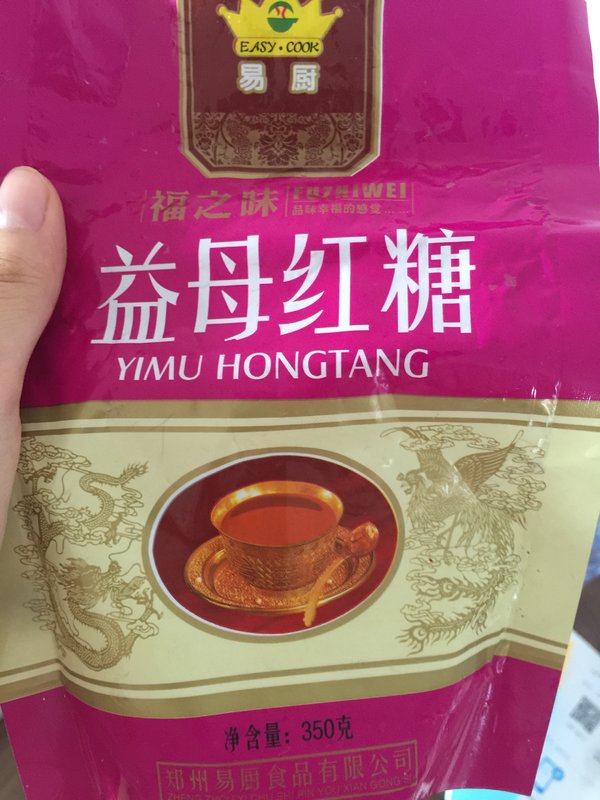 EASY·COOK
易厨
福之味 FUZHIWEI
品味幸福的感觉……
益母红糖
YIMU HONGTANG
净含量：350克
郑州易厨食品有限公司